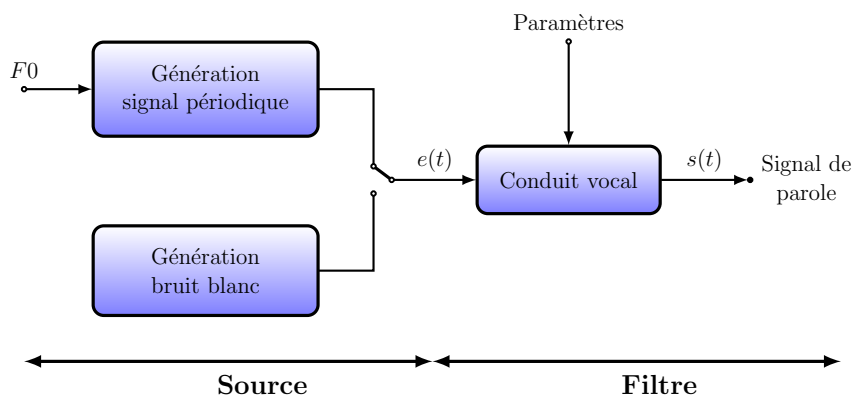 Paramètres
F0
Génération
signal périodique
e(t)
Conduit vocal
s(t)
Signal de
parole
Génération
bruit blanc
Source
Filtre